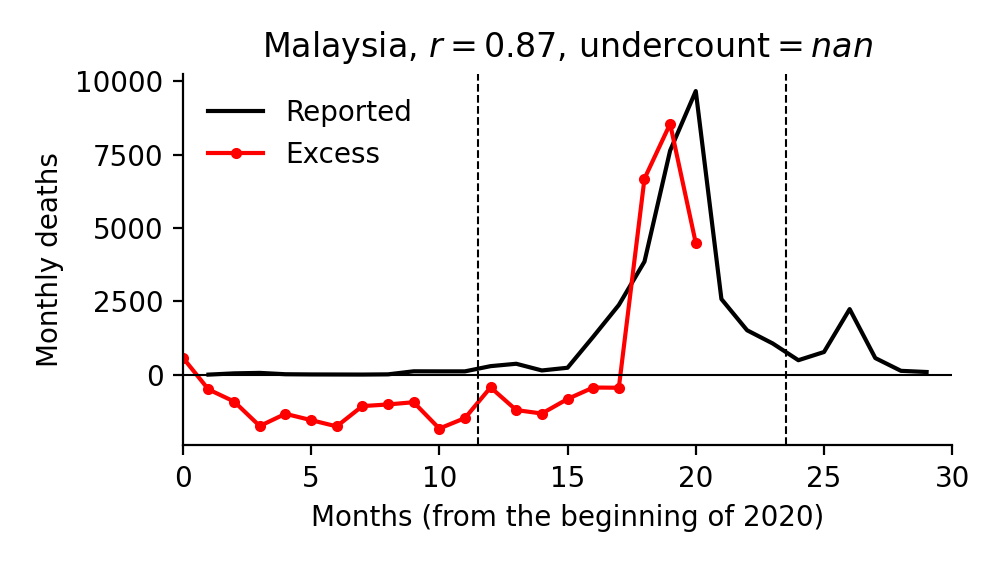 Malaysia, r = 0.87, undercount = nan
10000
7500
5000
2500
0
Monthly deaths
Reported
Excess
0 5 10 15 20 25 30
Months (from the beginning of 2020)